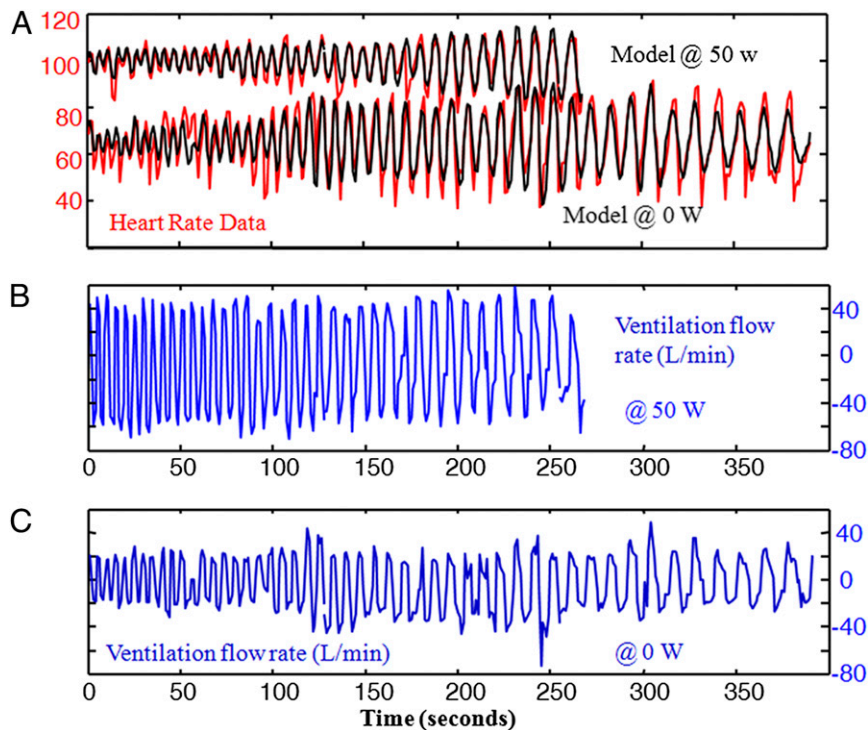 A
120
100
80
60
40
Model @ 50 w
Heart Rate Data
Model @ 0 W
B
40
0
-40
-80
Ventilation flow
rate (L/min)
@ 50 W
0 50 100 150 200 250 300 350
C
40
0
-40
-80
Ventilation flow rate (L/min)
@ 0 W
0 50 100 150 200 250 300 350
Time (seconds)